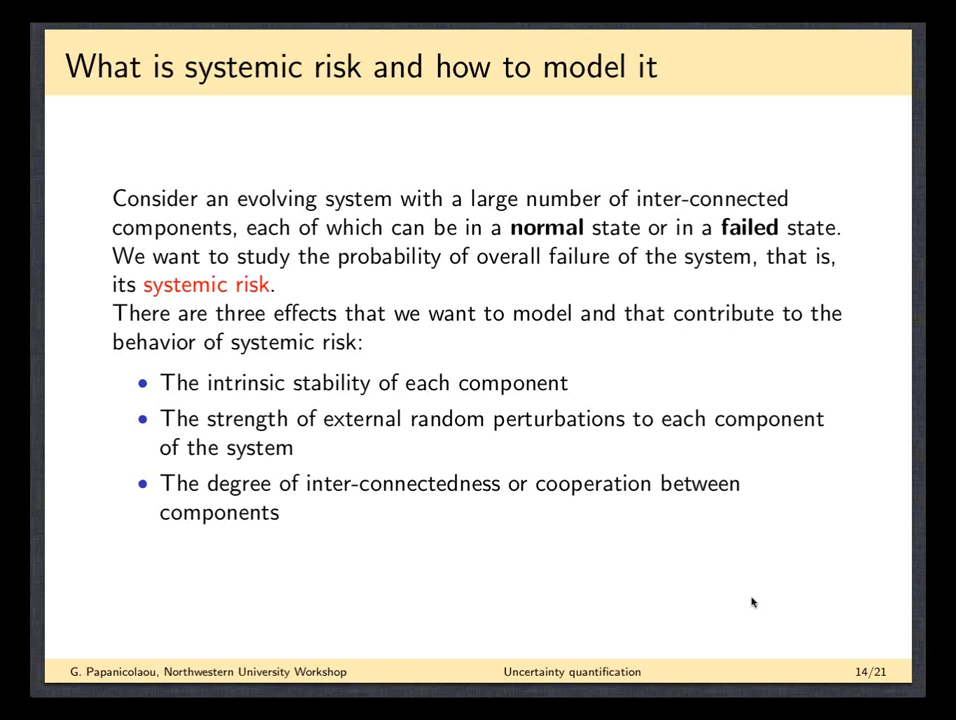 What is systemic risk and how to model it
Consider an evolving system with a large number of inter-connected
components, each of which can be in a normal state or in a failed state.
We want to study the probability of overall failure of the system, that is,
its systemic risk.
There are three effects that we want to model and that contribute to the
behavior of systemic risk:
• The intrinsic stability of each component
• The strength of external random perturbations to each component
of the system
• The degree of inter-connectedness or cooperation between
components
G. Papanicolaou, Northwestern University Workshop Uncertainty quantification 14/21